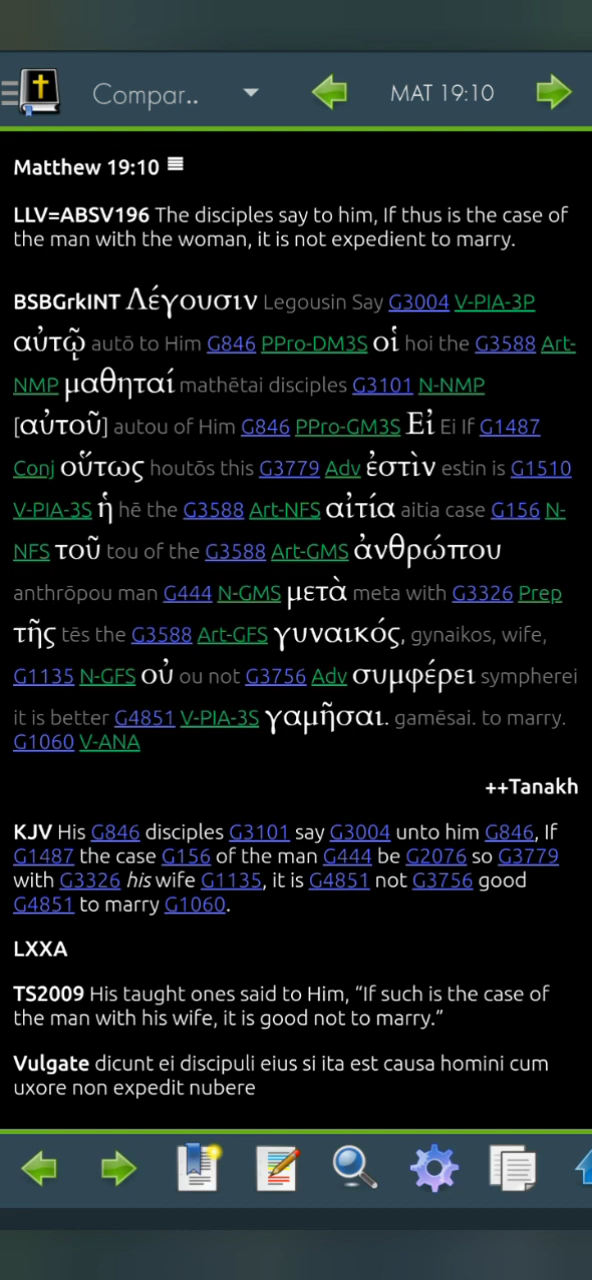 Compar..
MAT 19:10
Matthew 19:10
LLV=ABSV196 The disciples say to him, If thus is the case of
the man with the woman, it is not expedient to marry.
BSBGrkINT Λέγουσιν Legousin Say G3004 V-PIA-3P
αὐτῷ autō to Him G846 PPro-DM3S οἱ hoi the G3588 Art-
NMP μαθηταί mathētai disciples G3101 N-NMP
[αὐτοῦ] autou of Him G846 PPro-GM3S Εἰ Ei If G1487
Conj οὕτως houtōs this G3779 Adv ἐστὶν estin is G1510
V-PIA-3S ἡ hē the G3588 Art-NFS αἰτία aitia case G156 N-
NFS τοῦ tou of the G3588 Art-GMS ἀνθρώπου
anthrōpou man G444 N-GMS μετὰ meta with G3326 Prep
τῆς tēs the G3588 Art-GFS γυναικός, gynaikos, wife,
G1135 N-GFS οὐ ou not G3756 Adv συμφέρει sympherei
it is better G4851 V-PIA-3S γαμῆσαι. gamēsai. to marry.
G1060 V-ANA
++Tanakh
KJV His G846 disciples G3101 say G3004 unto him G846, If
G1487 the case G156 of the man G444 be G2076 so G3779
with G3326 his wife G1135, it is G4851 not G3756 good
G4851 to marry G1060.
LXXA
TS2009 His taught ones said to Him, “If such is the case of
the man with his wife, it is good not to marry.”
Vulgate dicunt ei discipuli eius si ita est causa homini cum
uxore non expedit nubere